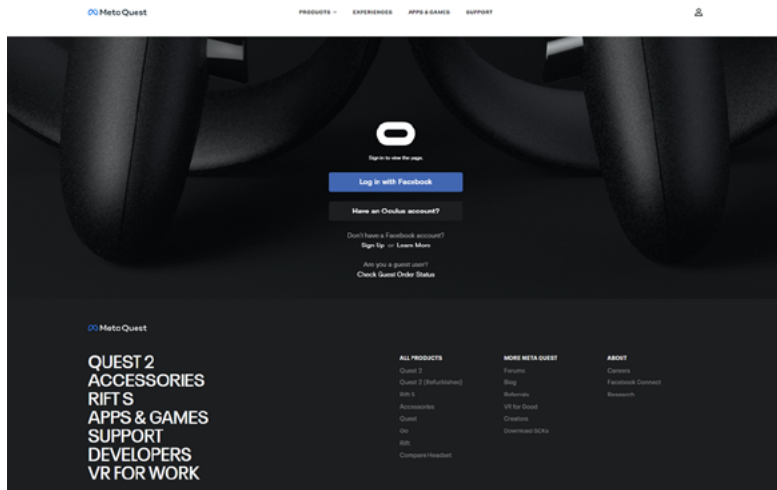 Meta Quest
PRODUCTS EXPERIENCES APPS & GAMES SUPPORT
Sign in to view the page.
Log in with Facebook
Have an Oculus account?
Don't have a Facebook account?
Sign Up or Learn More
Are you a guest user?
Check Guest Order Status
Meta Quest
QUEST 2
ACCESSORIES
RIFT S
APPS & GAMES
SUPPORT
DEVELOPERS
VR FOR WORK
ALL PRODUCTS
Quest 2
Quest 2 (Refurbished)
Rift S
Accessories
Quest
Go
Rift
Compare Headset
MORE META QUEST
Forums
Blog
Referrals
VR for Good
Creators
Download SDKs
ABOUT
Careers
Facebook Connect
Research